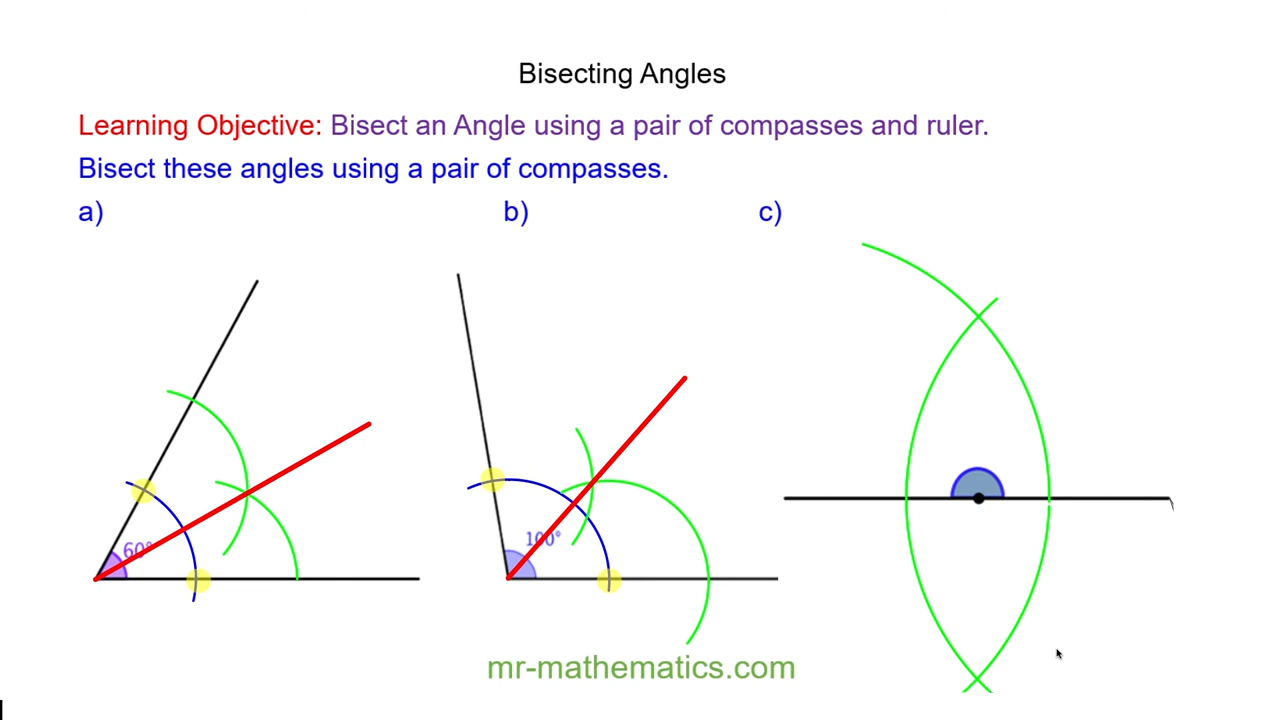 Bisecting Angles
Learning Objective: Bisect an Angle using a pair of compasses and ruler.
Bisect these angles using a pair of compasses.
a) b) c)
60°
100°
mr-mathematics.com